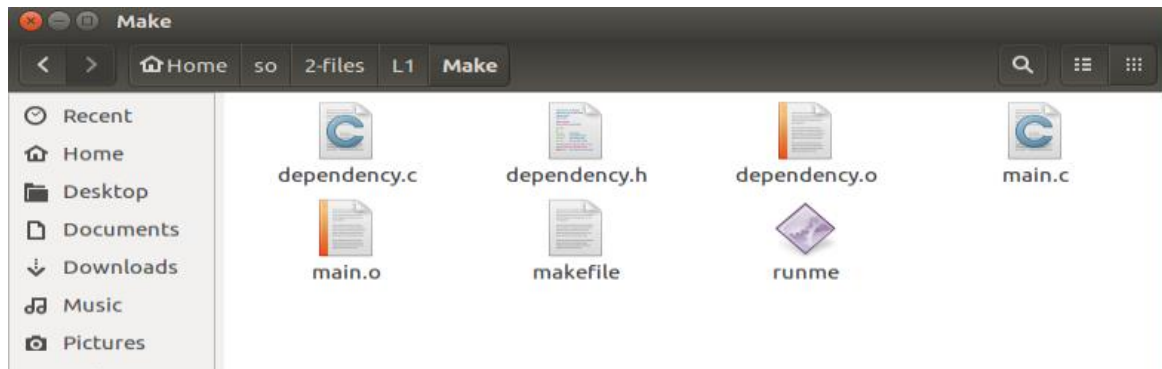 Make
Home so 2-files L1 Make
Recent
Home
Desktop
Documents
Downloads
Music
Pictures
dependency.c dependency.h dependency.o main.c
main.o makefile runme